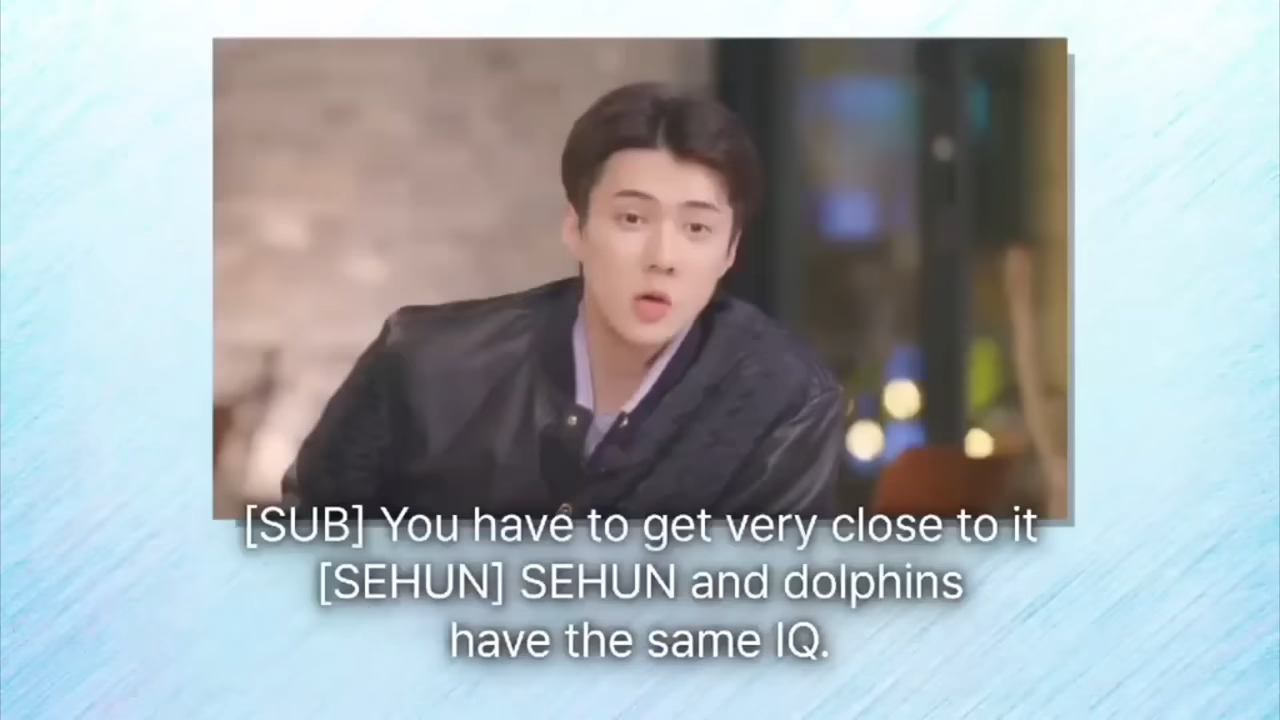 [SUB] You have to get very close to it
[SEHUN] SEHUN and dolphins
have the same IQ.